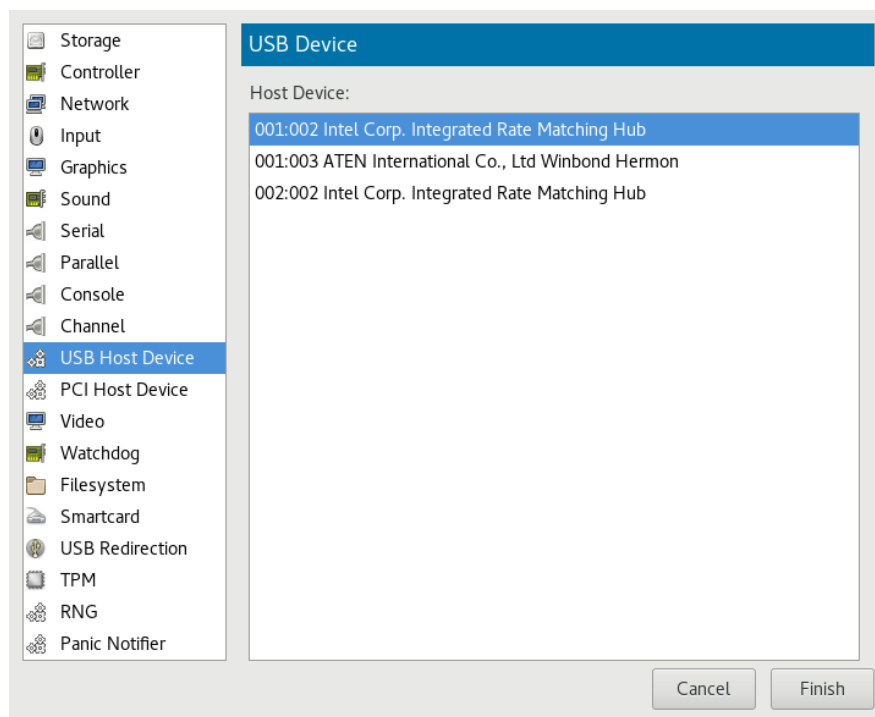 Storage
Controller
Network
Input
Graphics
Sound
Serial
Parallel
Console
Channel
USB Host Device
PCI Host Device
Video
Watchdog
Filesystem
Smartcard
USB Redirection
TPM
RNG
Panic Notifier
USB Device
Host Device:
001:002 Intel Corp. Integrated Rate Matching Hub
001:003 ATEN International Co., Ltd Winbond Hermon
002:002 Intel Corp. Integrated Rate Matching Hub
Cancel
Finish